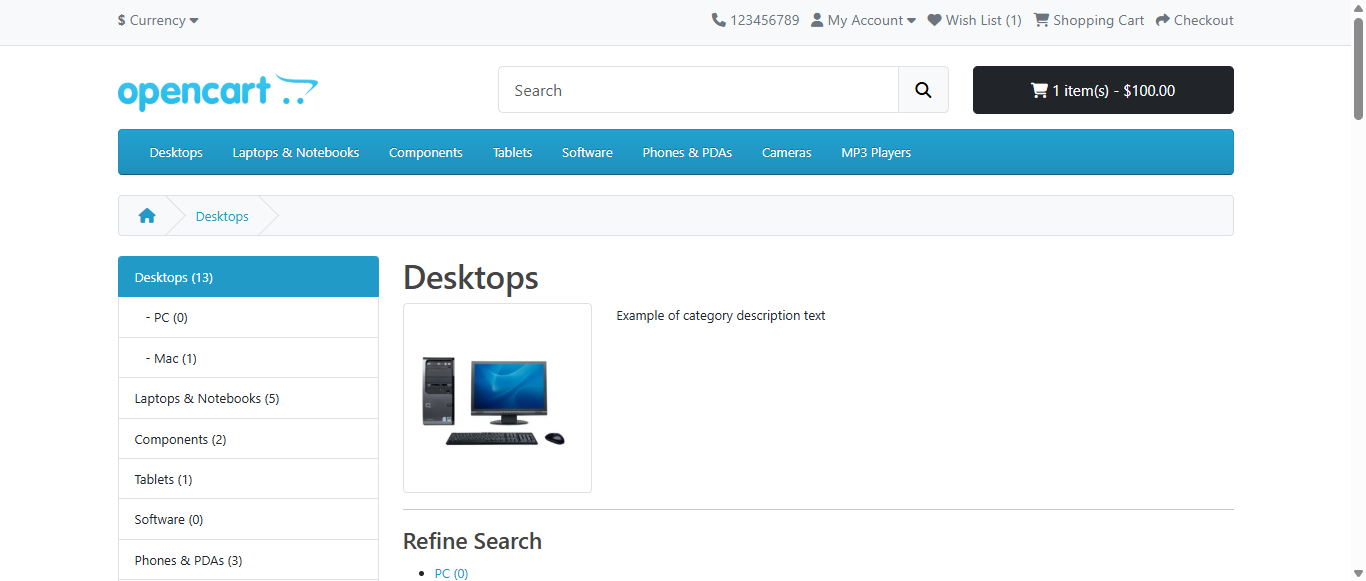 $ Currency
123456789 My Account Wish List (1) Shopping Cart Checkout
opencart
Search
1 item(s) - $100.00
Desktops Laptops & Notebooks Components Tablets Software Phones & PDAs Cameras MP3 Players
Desktops
Desktops (13)
- PC (0)
- Mac (1)
Laptops & Notebooks (5)
Components (2)
Tablets (1)
Software (0)
Phones & PDAs (3)
Desktops
Example of category description text
Refine Search
PC (0)